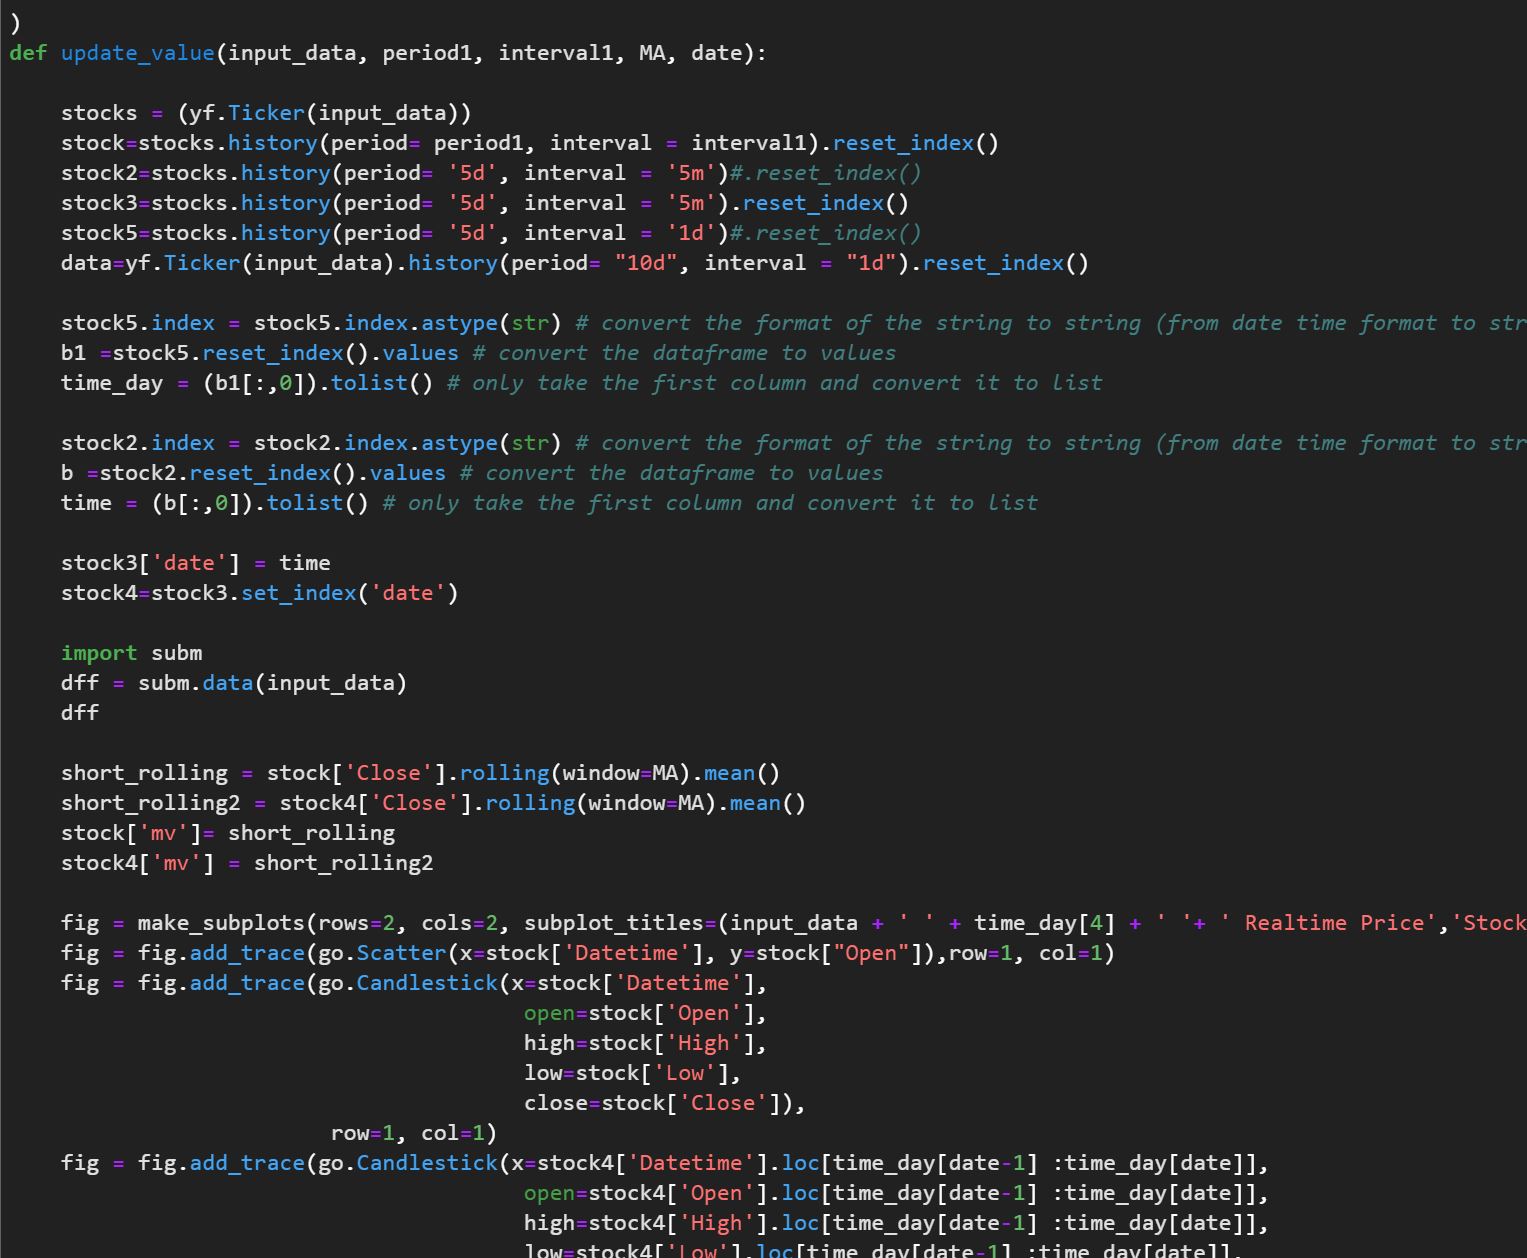 )
def update_value(input_data, period1, interval1, MA, date):
stocks = (yf.Ticker(input_data))
stock=stocks.history(period= period1, interval = interval1).reset_index()
stock2=stocks.history(period= '5d', interval = '5m')#.reset_index()
stock3=stocks.history(period= '5d', interval = '5m').reset_index()
stock5=stocks.history(period= '5d', interval = '1d')#.reset_index()
data=yf.Ticker(input_data).history(period= "10d", interval = "1d").reset_index()
stock5.index = stock5.index.astype(str) # convert the format of the string to string (from date time format to str
b1 =stock5.reset_index().values # convert the dataframe to values
time_day = (b1[:,0]).tolist() # only take the first column and convert it to list
stock2.index = stock2.index.astype(str) # convert the format of the string to string (from date time format to str
b =stock2.reset_index().values # convert the dataframe to values
time = (b[:,0]).tolist() # only take the first column and convert it to list
stock3['date'] = time
stock4=stock3.set_index('date')
import subm
dff = subm.data(input_data)
dff
short_rolling = stock['Close'].rolling(window=MA).mean()
short_rolling2 = stock4['Close'].rolling(window=MA).mean()
stock['mv']= short_rolling
stock4['mv'] = short_rolling2
fig = make_subplots(rows=2, cols=2, subplot_titles=(input_data + ' ' + time_day[4] + ' '+ ' Realtime Price','Stock
fig = fig.add_trace(go.Scatter(x=stock['Datetime'], y=stock["Open"]),row=1, col=1)
fig = fig.add_trace(go.Candlestick(x=stock['Datetime'],
open=stock['Open'],
high=stock['High'],
low=stock['Low'],
close=stock['Close']),
row=1, col=1)
fig = fig.add_trace(go.Candlestick(x=stock4['Datetime'].loc[time_day[date-1] :time_day[date]],
open=stock4['Open'].loc[time_day[date-1] :time_day[date]],
high=stock4['High'].loc[time_day[date-1] :time_day[date]],
low=stock4['Low'].loc[time_day[date-1] :time_day[date]],